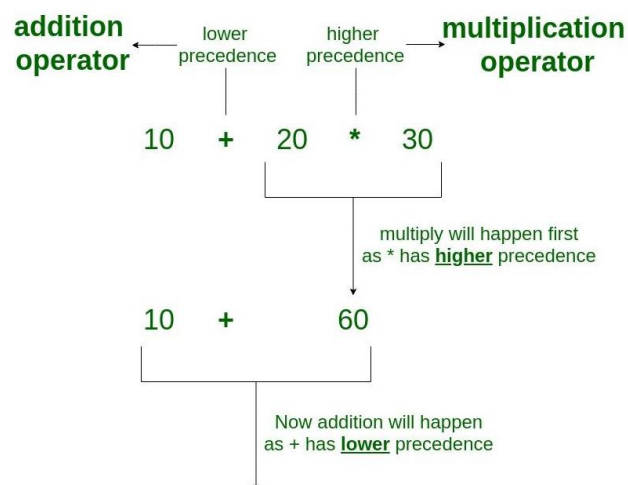 addition operator
lower precedence
higher precedence
multiplication operator
10 + 20 * 30
multiply will happen first
as * has higher precedence
10 + 60
Now addition will happen
as + has lower precedence